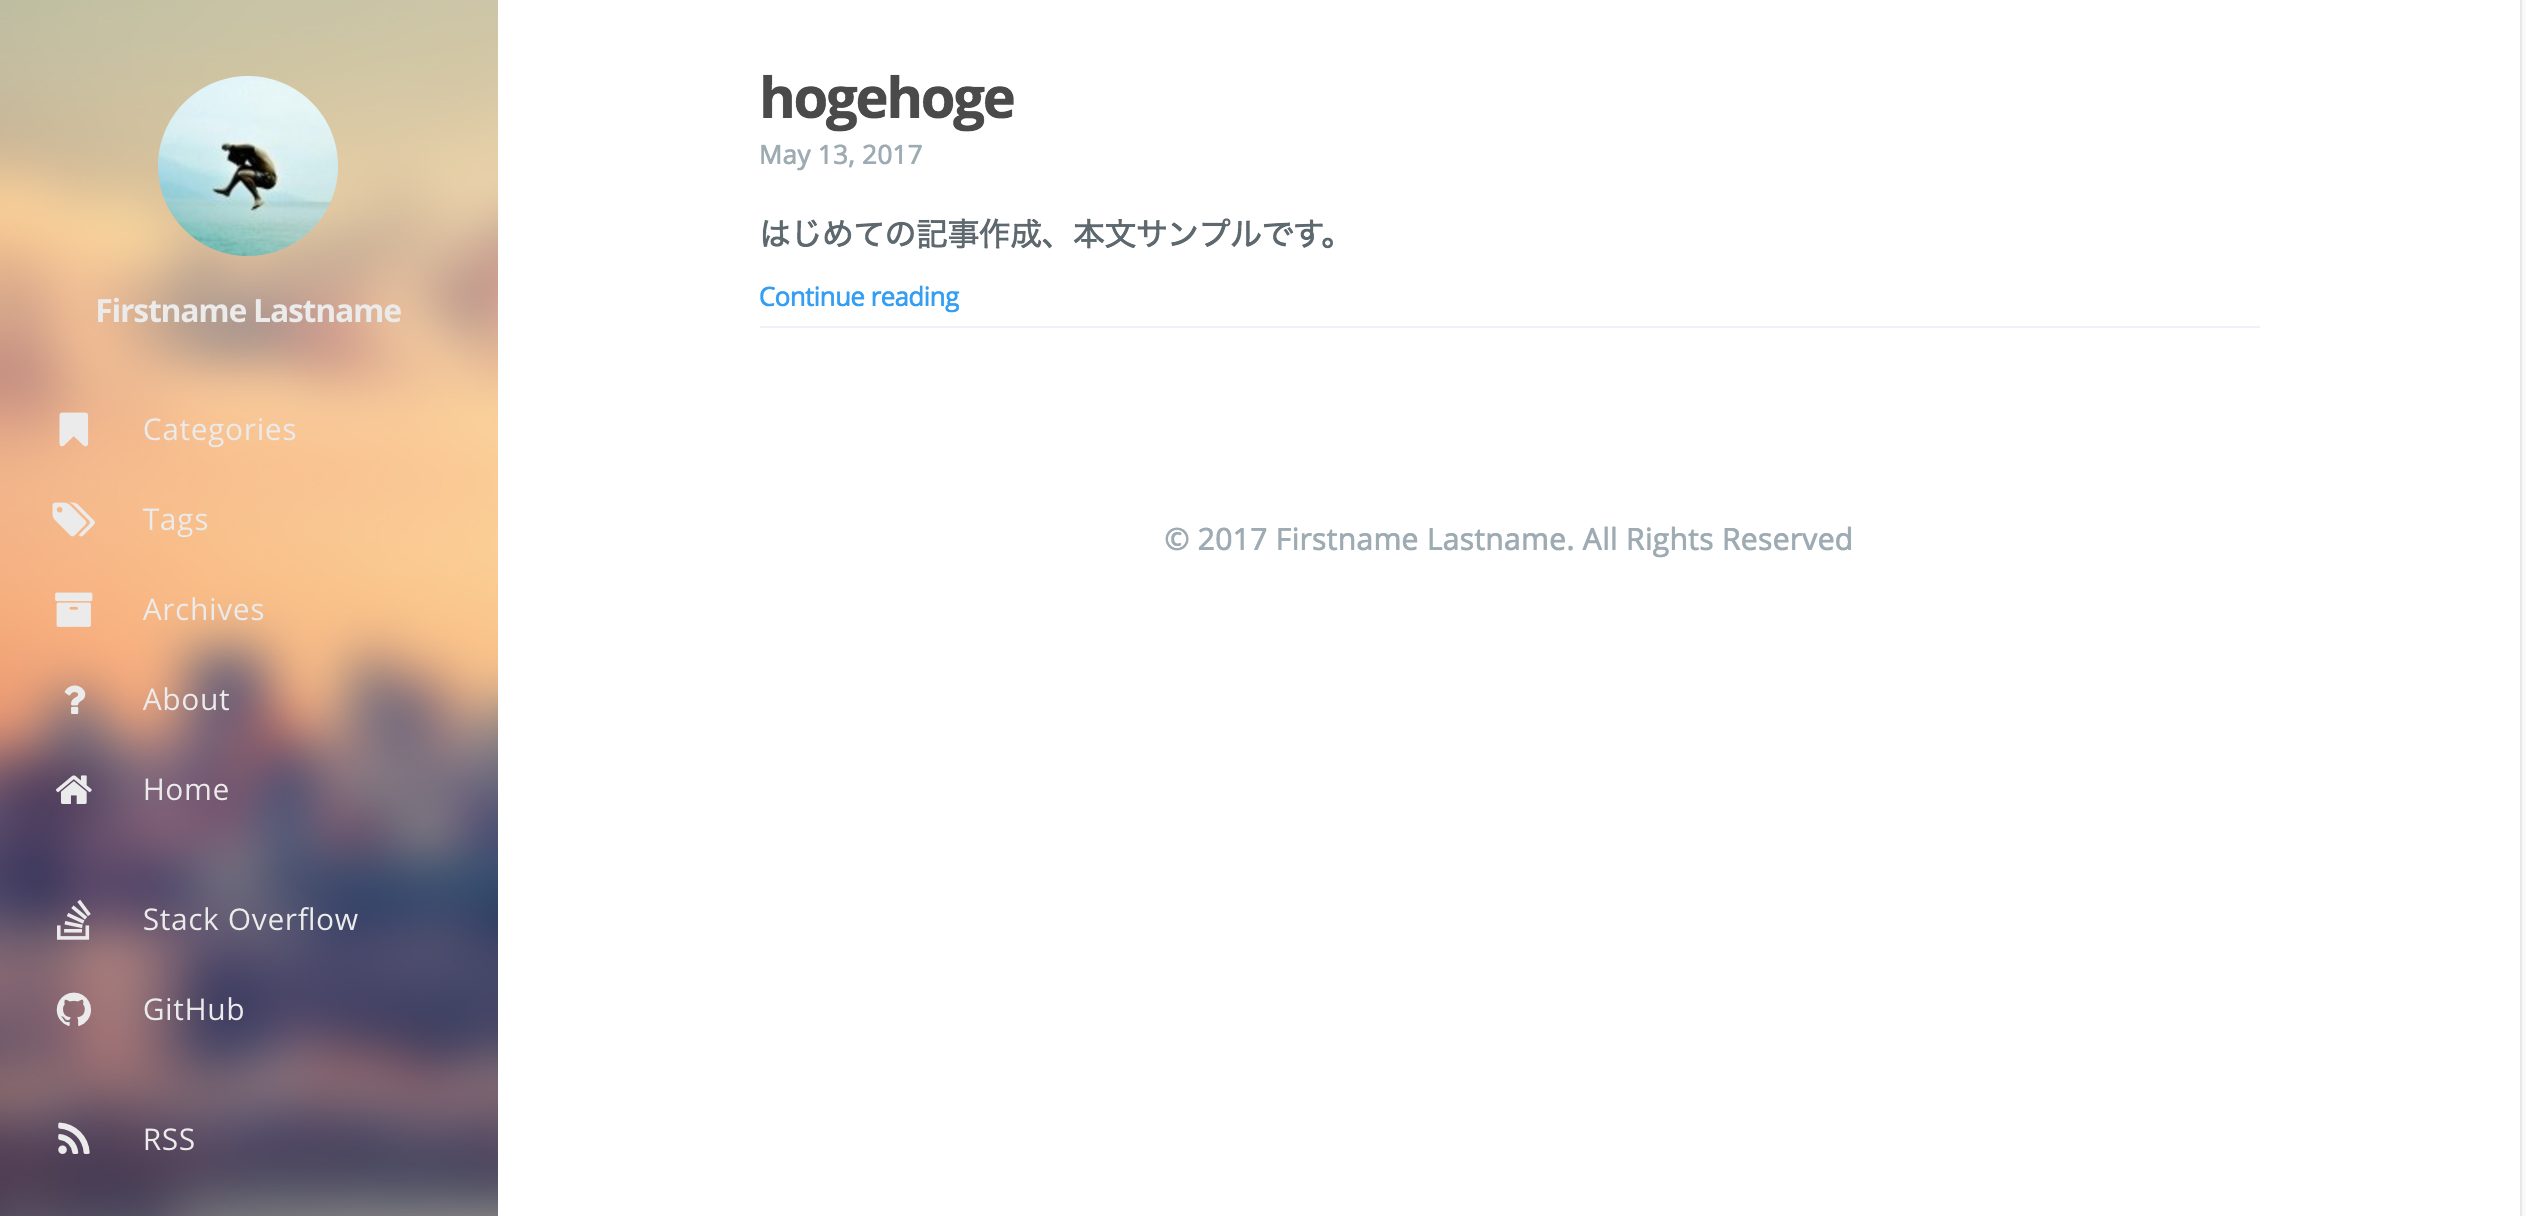 Firstname Lastname
Categories
Tags
Archives
About
Home
Stack Overflow
GitHub
RSS
hogehoge
May 13, 2017
はじめての記事作成、本文サンプルです。
Continue reading
© 2017 Firstname Lastname. All Rights Reserved